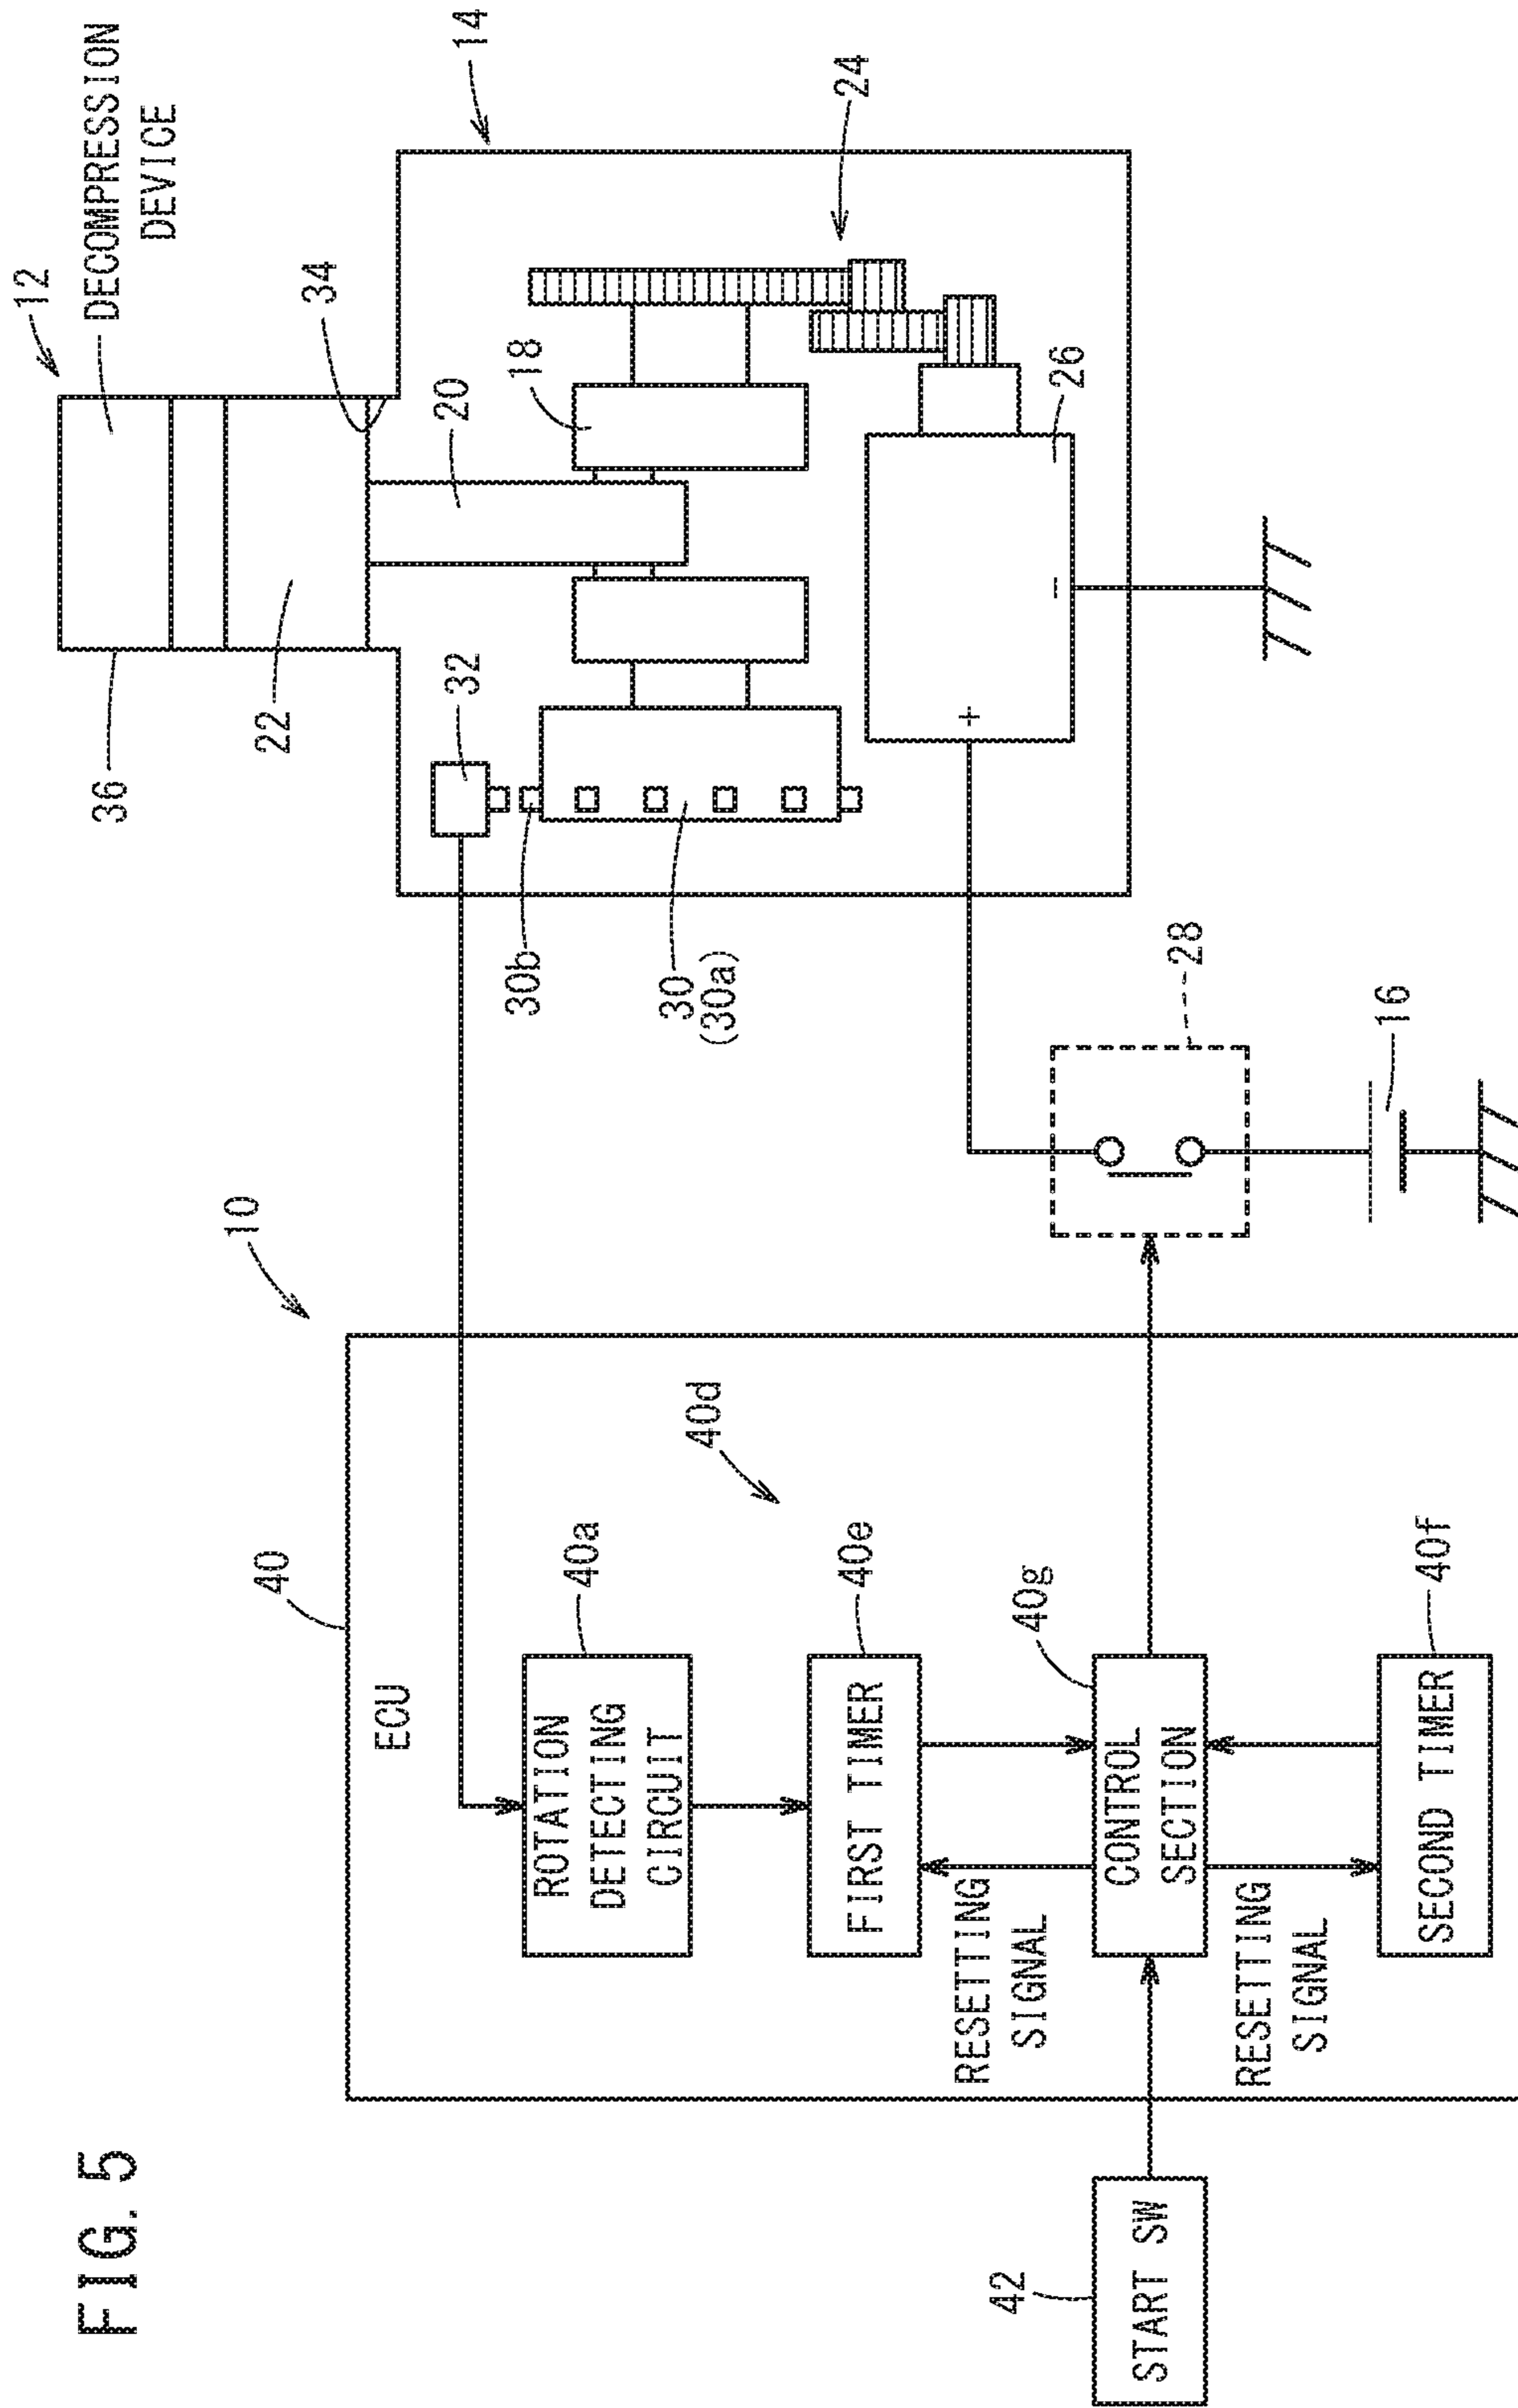 FIG. 5
10
12
14
DECOMPRESSION
DEVICE
36
22
34
20
18
24
32
30b
30
(30a)
26
+
−
28
16
40
ECU
40a
ROTATION
DETECTING
CIRCUIT
40d
40e
FIRST TIMER
RESETTING
SIGNAL
40g
CONTROL
SECTION
RESETTING
SIGNAL
40f
SECOND TIMER
42
START SW